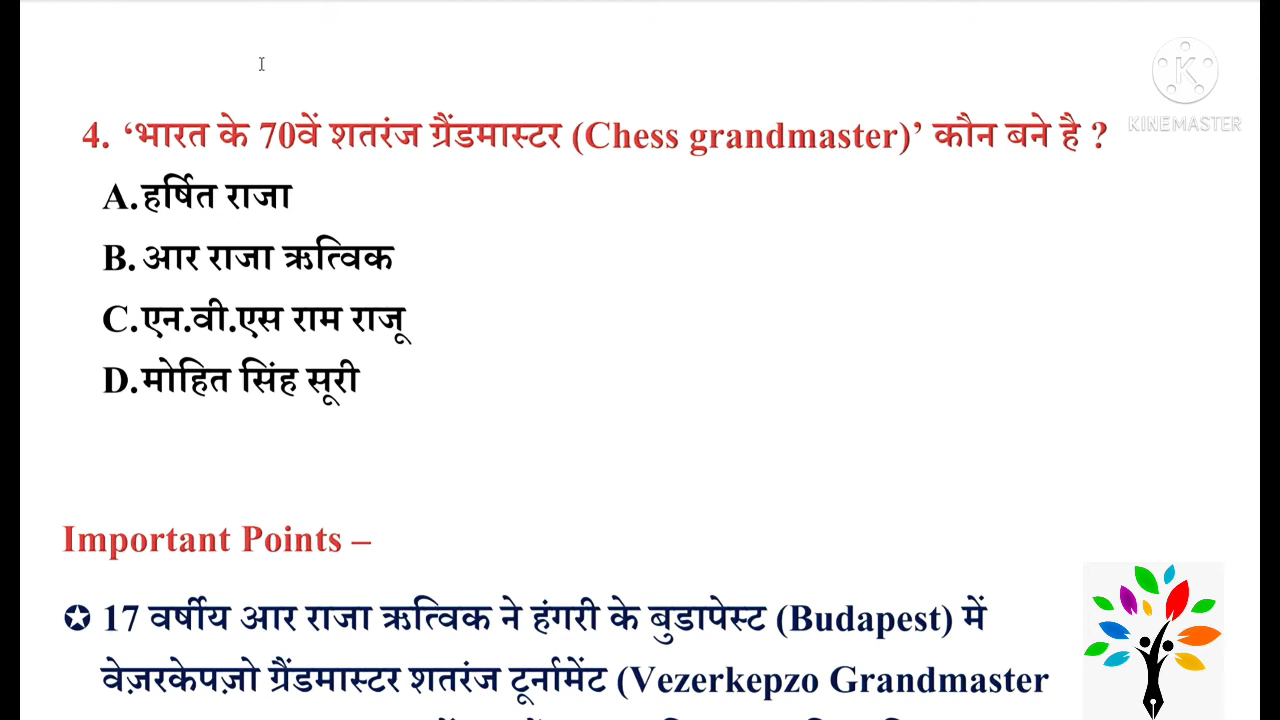 KINEMASTER
4. ‘भारत के 70वें शतरंज ग्रैंडमास्टर (Chess grandmaster)’ कौन बने है ?
A. हर्षित राजा
B. आर राजा ऋत्विक
C. एन.वी.एस राम राजू
D. मोहित सिंह सूरी
Important Points –
17 वर्षीय आर राजा ऋत्विक ने हंगरी के बुडापेस्ट (Budapest) में
वेज़रकेपज़ो ग्रैंडमास्टर शतरंज टूर्नामेंट (Vezerkepzo Grandmaster